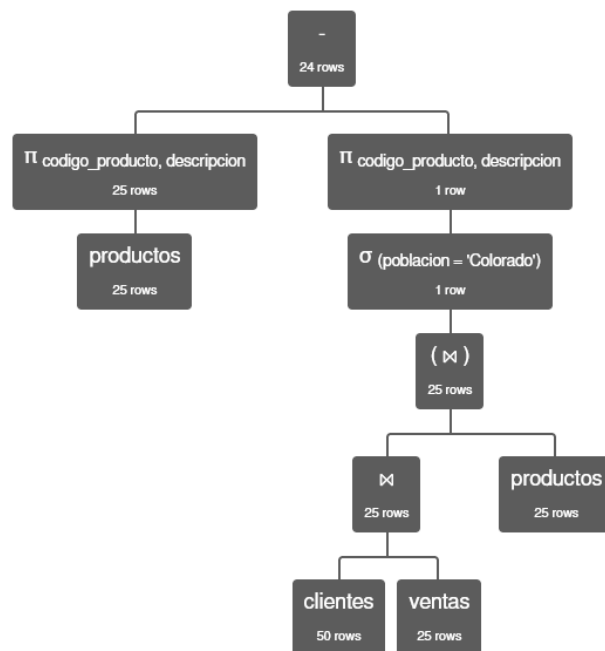 -
24 rows
π codigo_producto, descripcion
25 rows
π codigo_producto, descripcion
1 row
productos
25 rows
σ (poblacion = 'Colorado')
1 row
( ⋈ )
25 rows
⋈
25 rows
productos
25 rows
clientes
50 rows
ventas
25 rows